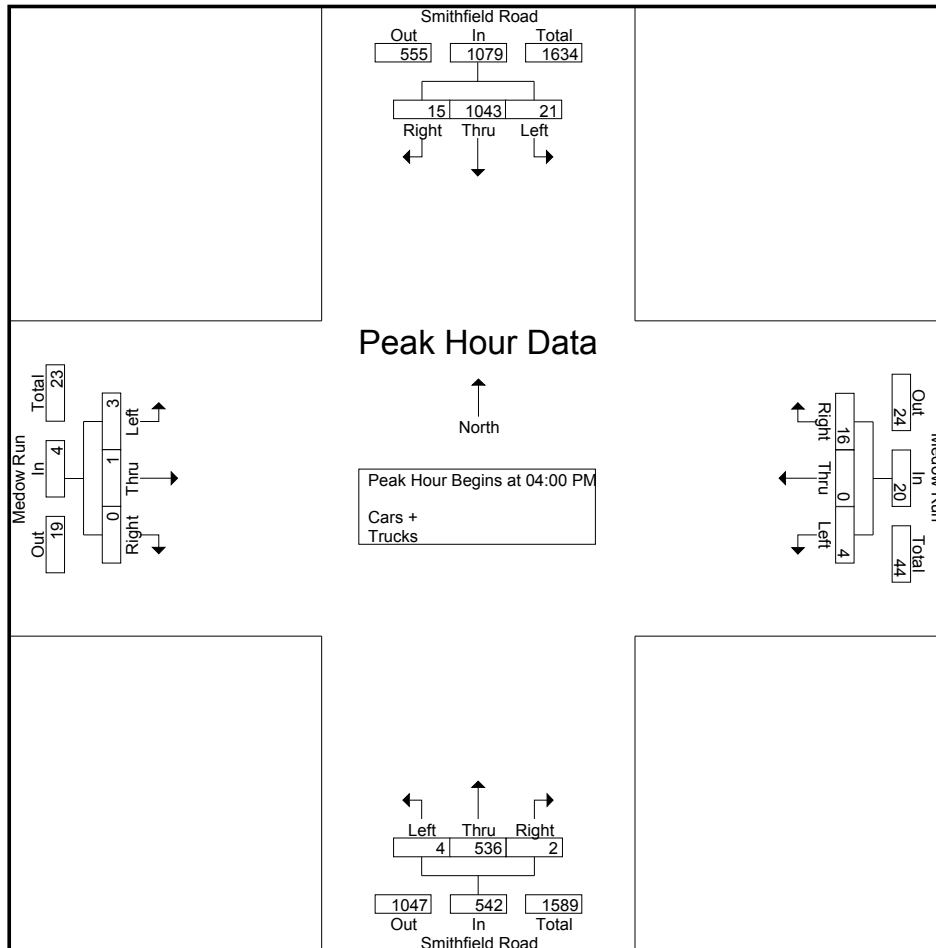 Smithfield Road
Out In Total
555 1079 1634
15 1043 21
Right Thru Left
Peak Hour Data
North
Peak Hour Begins at 04:00 PM
Cars +
Trucks
Medow Run
Total In Out
23 4 19
3 1 0
Left Thru Right
Medow Run
Out In Total
24 20 44
16 0 4
Right Thru Left
Left Thru Right
4 536 2
1047 542 1589
Out In Total
Smithfield Road